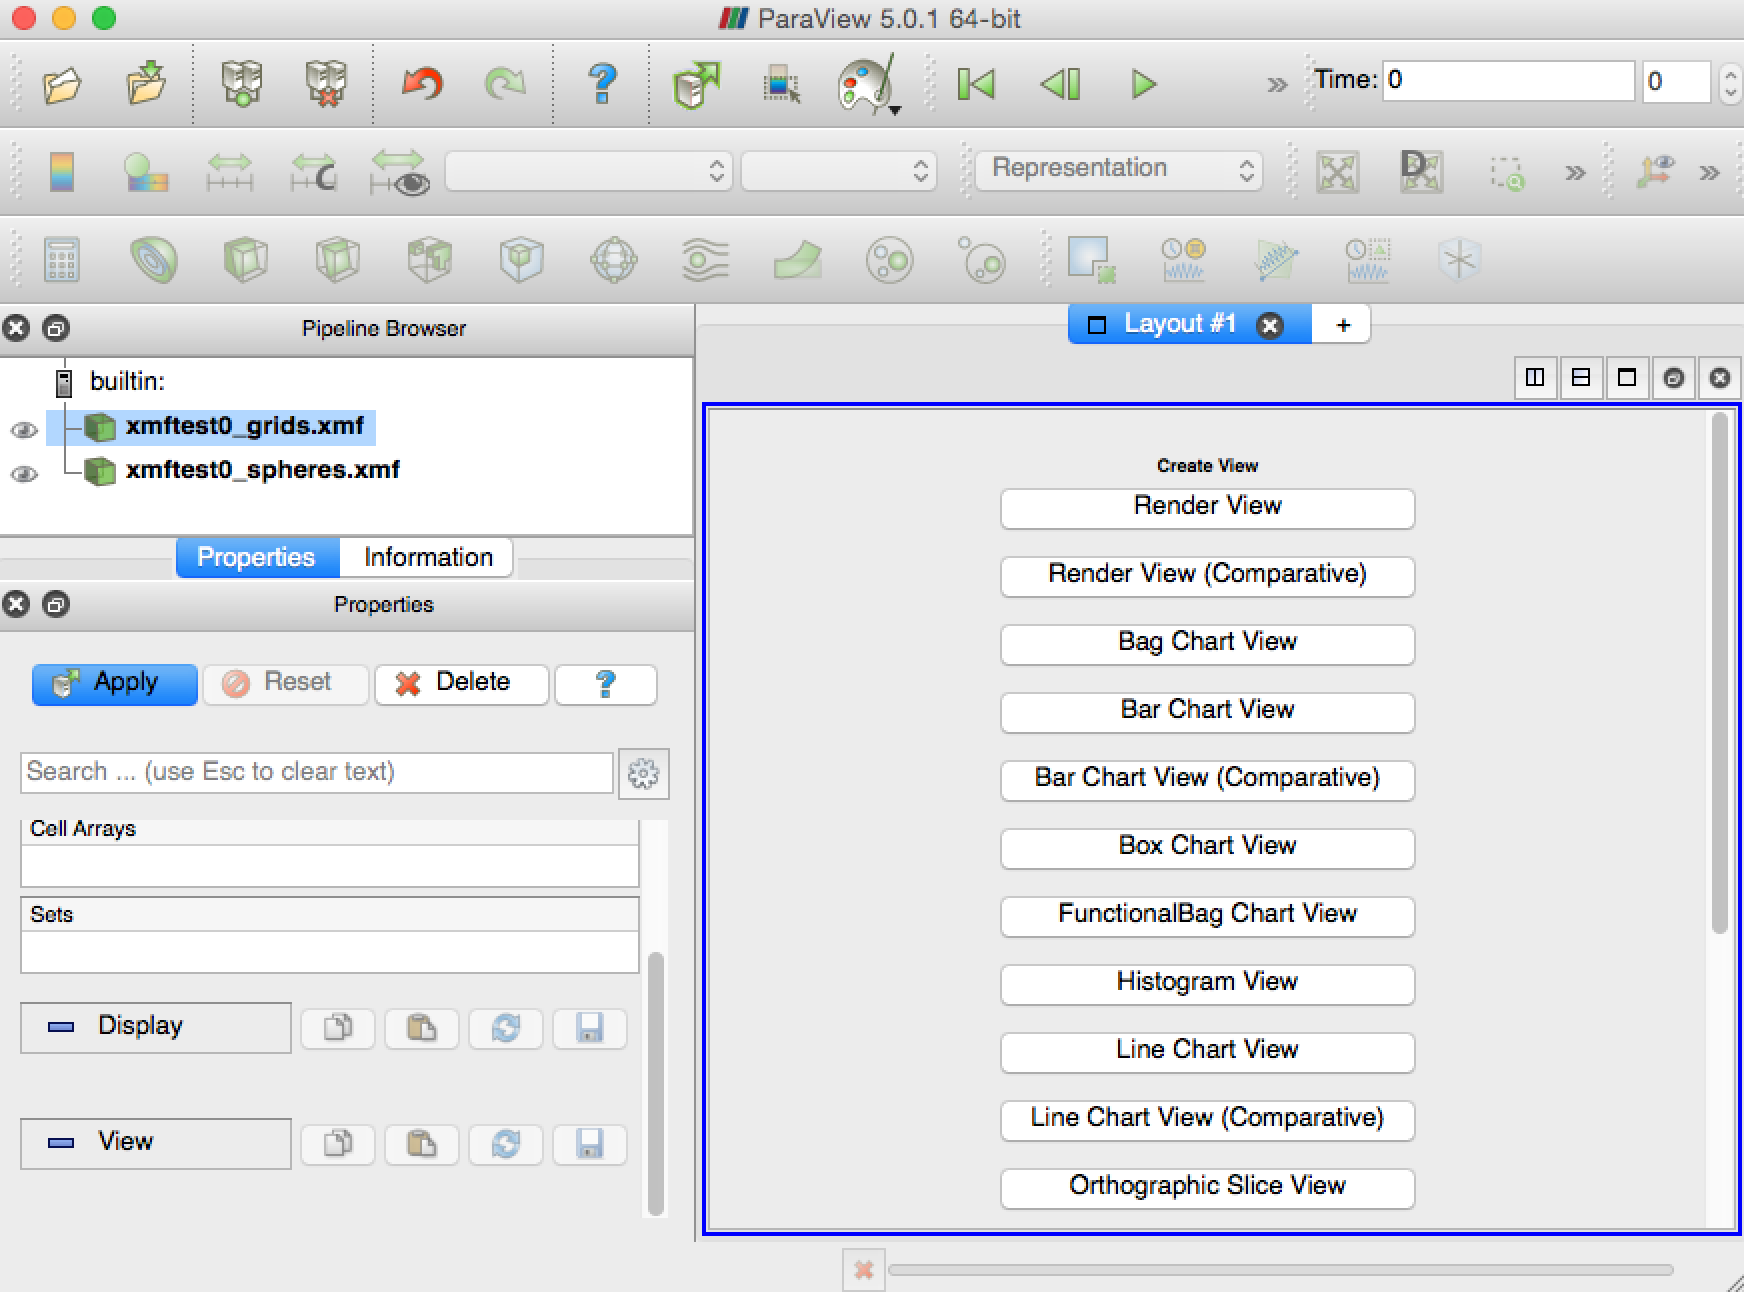 ParaView 5.0.1 64-bit
Time: 0 0
Representation
Pipeline Browser
builtin:
xmftest0_grids.xmf
xmftest0_spheres.xmf
Properties Information
Properties
Apply Reset Delete ?
Search ... (use Esc to clear text)
Cell Arrays
Sets
Display
View
Layout #1 +
Create View
Render View
Render View (Comparative)
Bag Chart View
Bar Chart View
Bar Chart View (Comparative)
Box Chart View
FunctionalBag Chart View
Histogram View
Line Chart View
Line Chart View (Comparative)
Orthographic Slice View